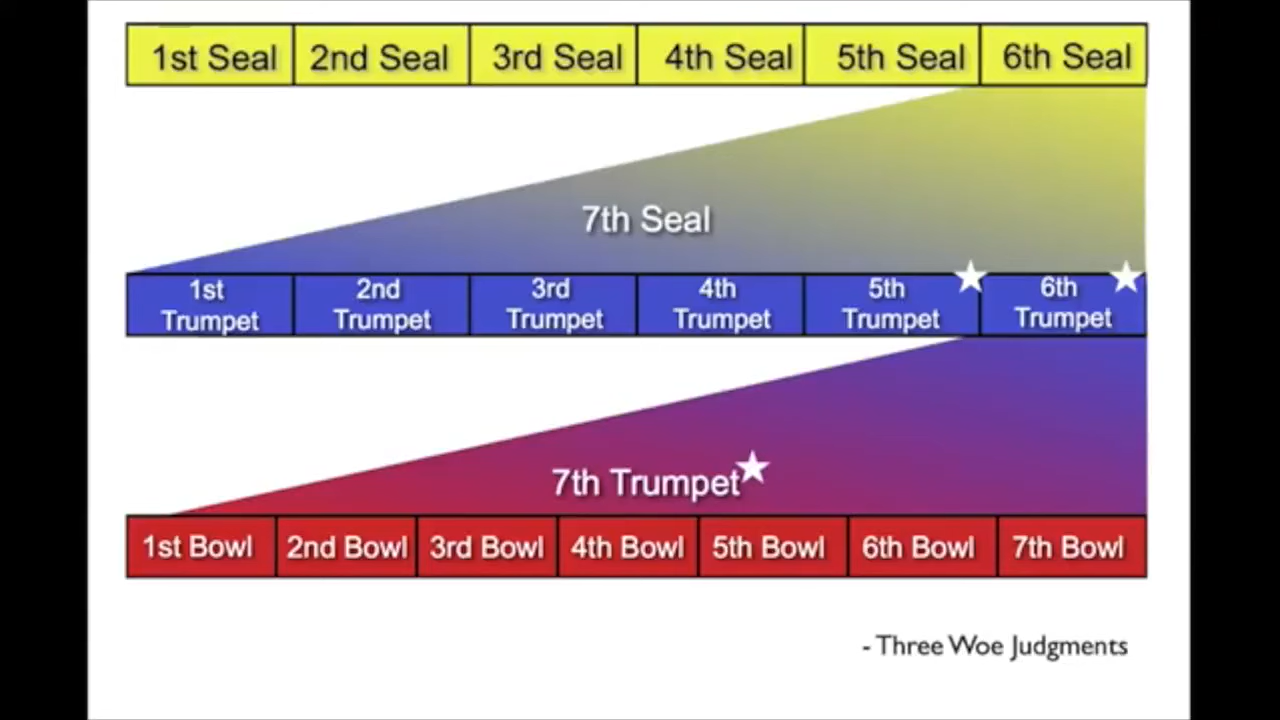 1st Seal
2nd Seal
3rd Seal
4th Seal
5th Seal
6th Seal
7th Seal
1st
Trumpet
2nd
Trumpet
3rd
Trumpet
4th
Trumpet
5th
Trumpet
6th
Trumpet
7th Trumpet
1st Bowl
2nd Bowl
3rd Bowl
4th Bowl
5th Bowl
6th Bowl
7th Bowl
- Three Woe Judgments